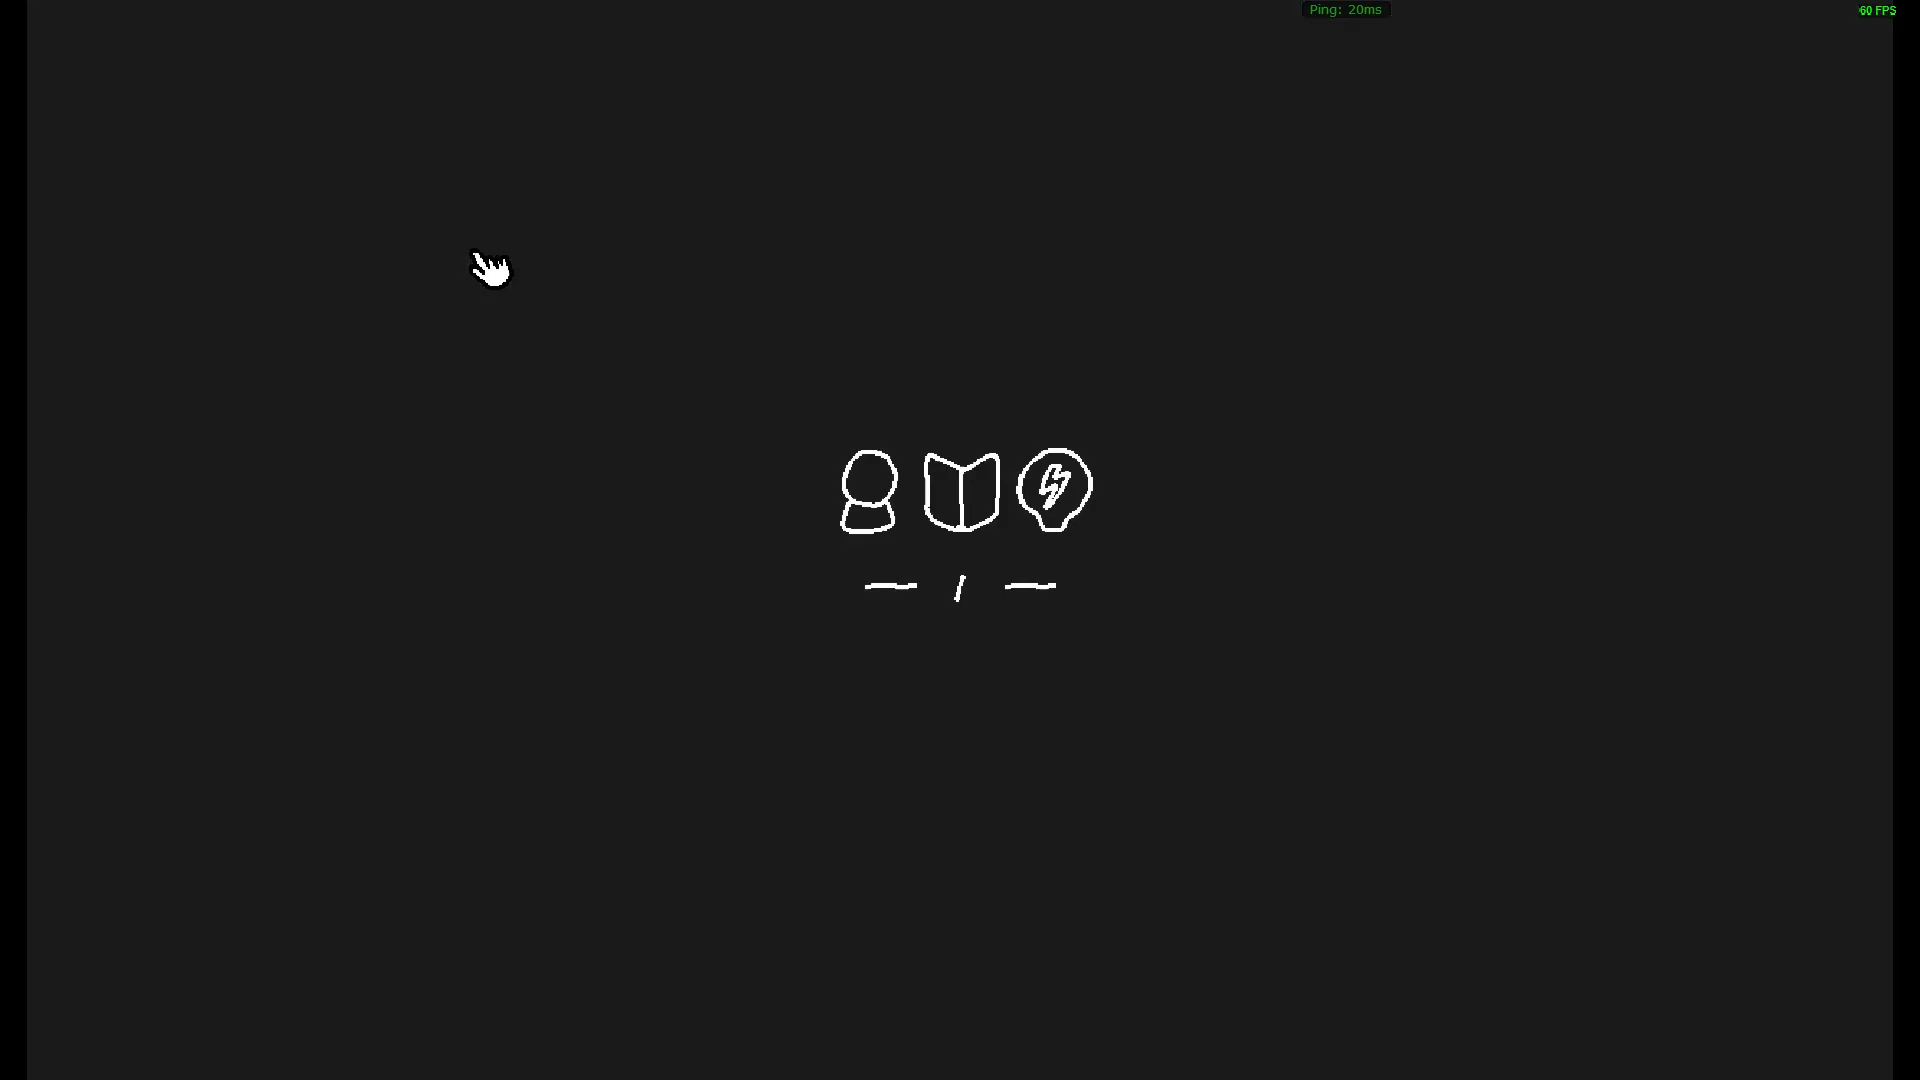 Ping: 20ms
60 FPS
— / —